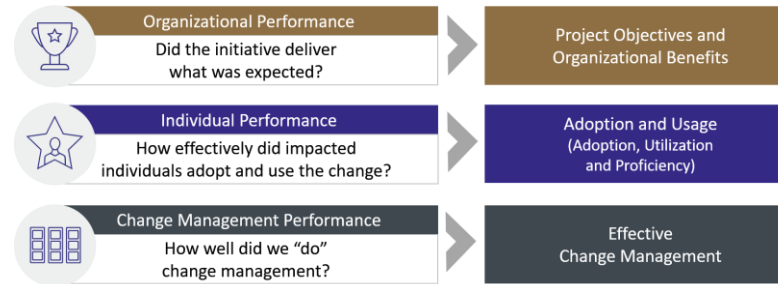 Organizational Performance
Did the initiative deliver
what was expected?
Project Objectives and
Organizational Benefits
Individual Performance
How effectively did impacted
individuals adopt and use the change?
Adoption and Usage
(Adoption, Utilization
and Proficiency)
Change Management Performance
How well did we “do”
change management?
Effective
Change Management